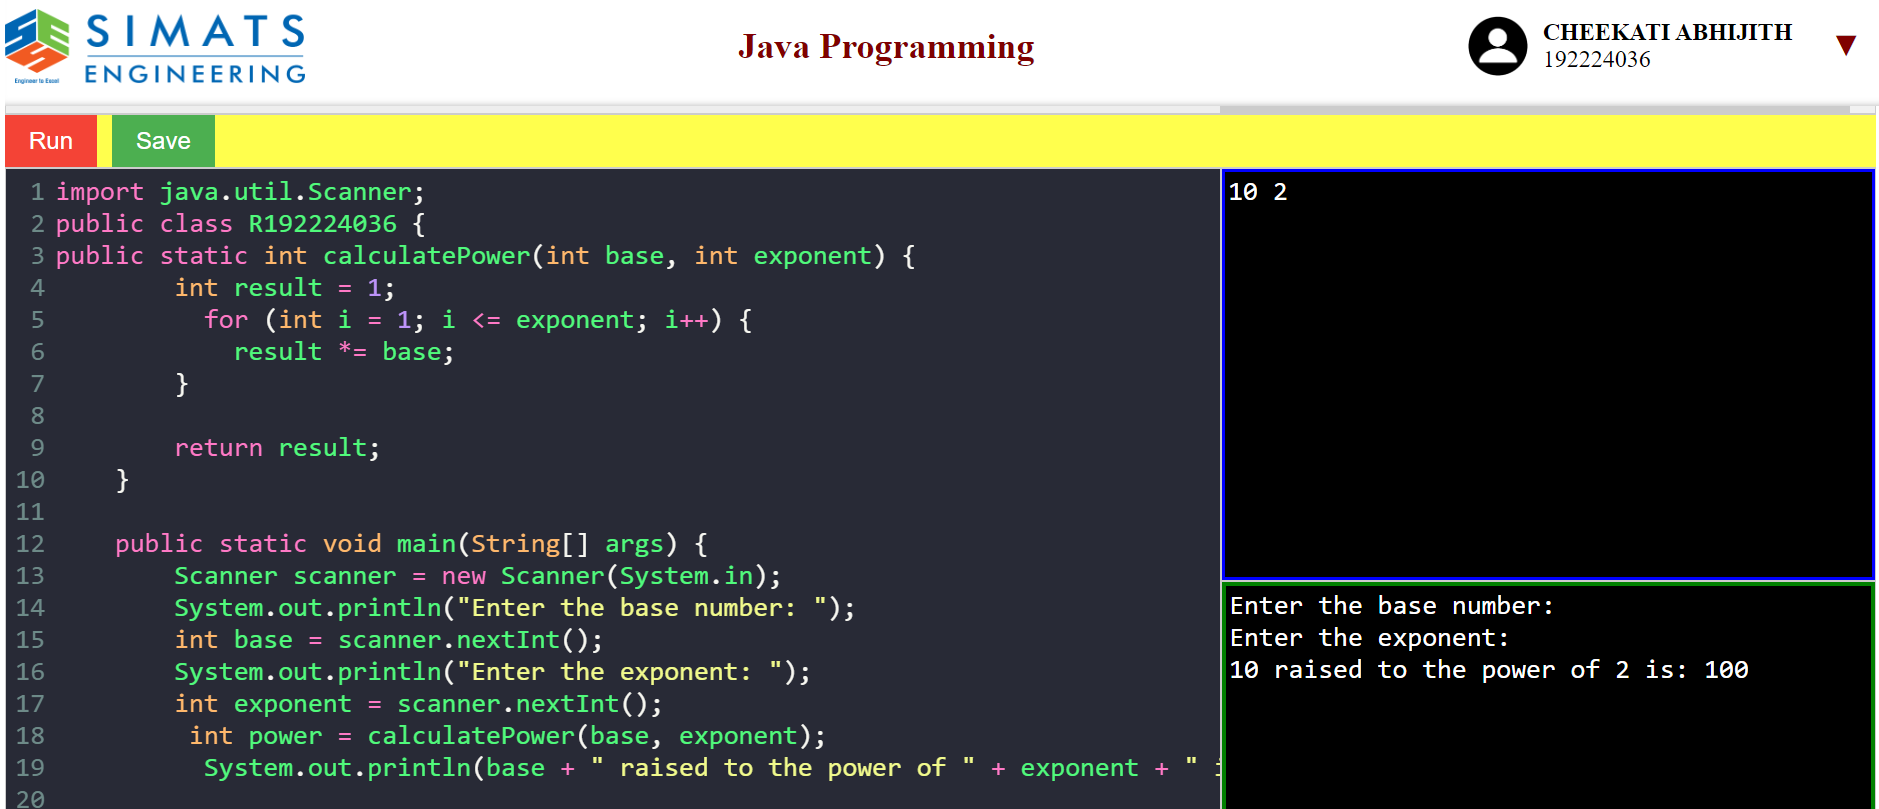 SIMATS
ENGINEERING
Engineer to Excel
Java Programming
CHEEKATI ABHIJITH
192224036
Run
Save
1 import java.util.Scanner;
2 public class R192224036 {
3 public static int calculatePower(int base, int exponent) {
4         int result = 1;
5           for (int i = 1; i <= exponent; i++) {
6             result *= base;
7         }
8
9         return result;
10     }
11
12     public static void main(String[] args) {
13         Scanner scanner = new Scanner(System.in);
14         System.out.println("Enter the base number: ");
15         int base = scanner.nextInt();
16         System.out.println("Enter the exponent: ");
17         int exponent = scanner.nextInt();
18          int power = calculatePower(base, exponent);
19           System.out.println(base + " raised to the power of " + exponent + " i
20
10 2
Enter the base number:
Enter the exponent:
10 raised to the power of 2 is: 100